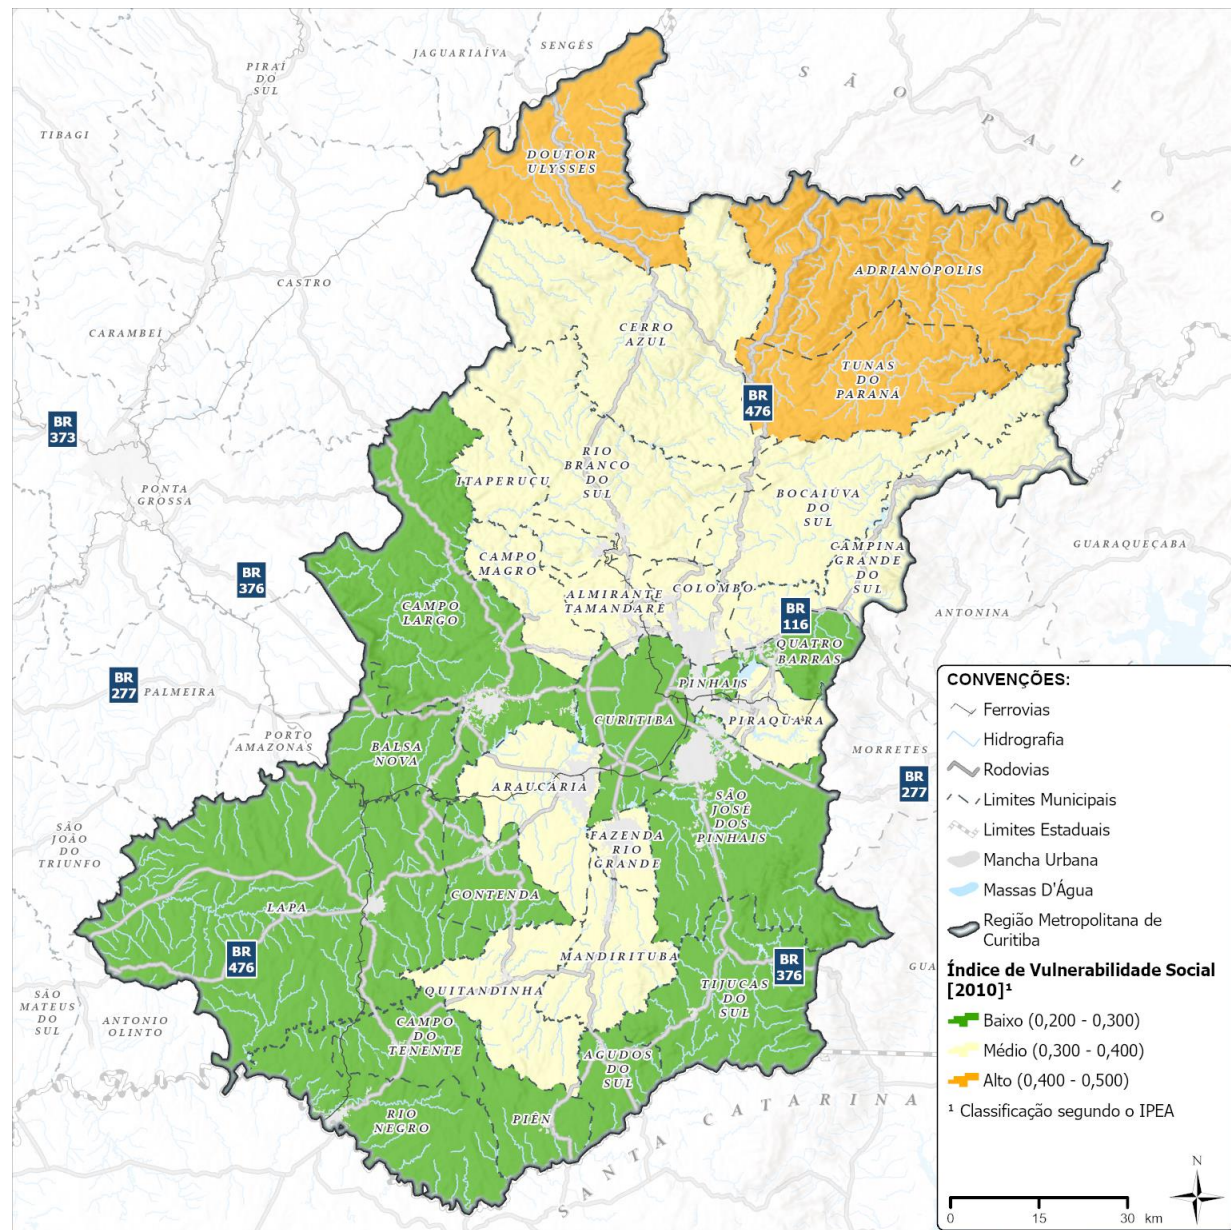 SENGÉS
JAGUARIAÍVA
PIRAÍ
DO
SUL
SÃO PAULO
TIBAGI
DOUTOR
ULYSSES
ADRIANÓPOLIS
CASTRO
CARAMBEÍ
CERRO
AZUL
TUNAS
DO
PARANÁ
BR
476
BR
373
RIO
BRANCO
DO
SUL
ITAPERUÇU
PONTA
GROSSA
BOCAIÚVA
DO
SUL
CAMPINA
GRANDE
DO
SUL
GUARAQUEÇABA
CAMPO
MAGRO
BR
376
ALMIRANTE
TAMANDARÉ
COLOMBO
CAMPO
LARGO
BR
116
ANTONINA
QUATRO
BARRAS
BR
277
PALMEIRA
PINHAIS
CURITIBA
PIRAQUARA
PORTO
AMAZONAS
BALSA
NOVA
MORRETES
BR
277
ARAUCÁRIA
SÃO
JOSÉ
DOS
PINHAIS
FAZENDA
RIO
GRANDE
SÃO
JOÃO
DO
TRIUNFO
CONTENDA
LAPA
BR
476
MANDIRITUBA
BR
376
GUA
QUITANDINHA
TIJUCAS
DO
SUL
SÃO
MATEUS
DO
SUL
ANTONIO
OLINTO
CAMPO
DO
TENENTE
AGUDOS
DO
SUL
RIO
NEGRO
PIÊN
SANTA CATARINA
CONVENÇÕES:
Ferrovias
Hidrografia
Rodovias
Limites Municipais
Limites Estaduais
Mancha Urbana
Massas D'Água
Região Metropolitana de
Curitiba
Índice de Vulnerabilidade Social
[2010]¹
Baixo (0,200 - 0,300)
Médio (0,300 - 0,400)
Alto (0,400 - 0,500)
¹ Classificação segundo o IPEA
N
0 15 30 km